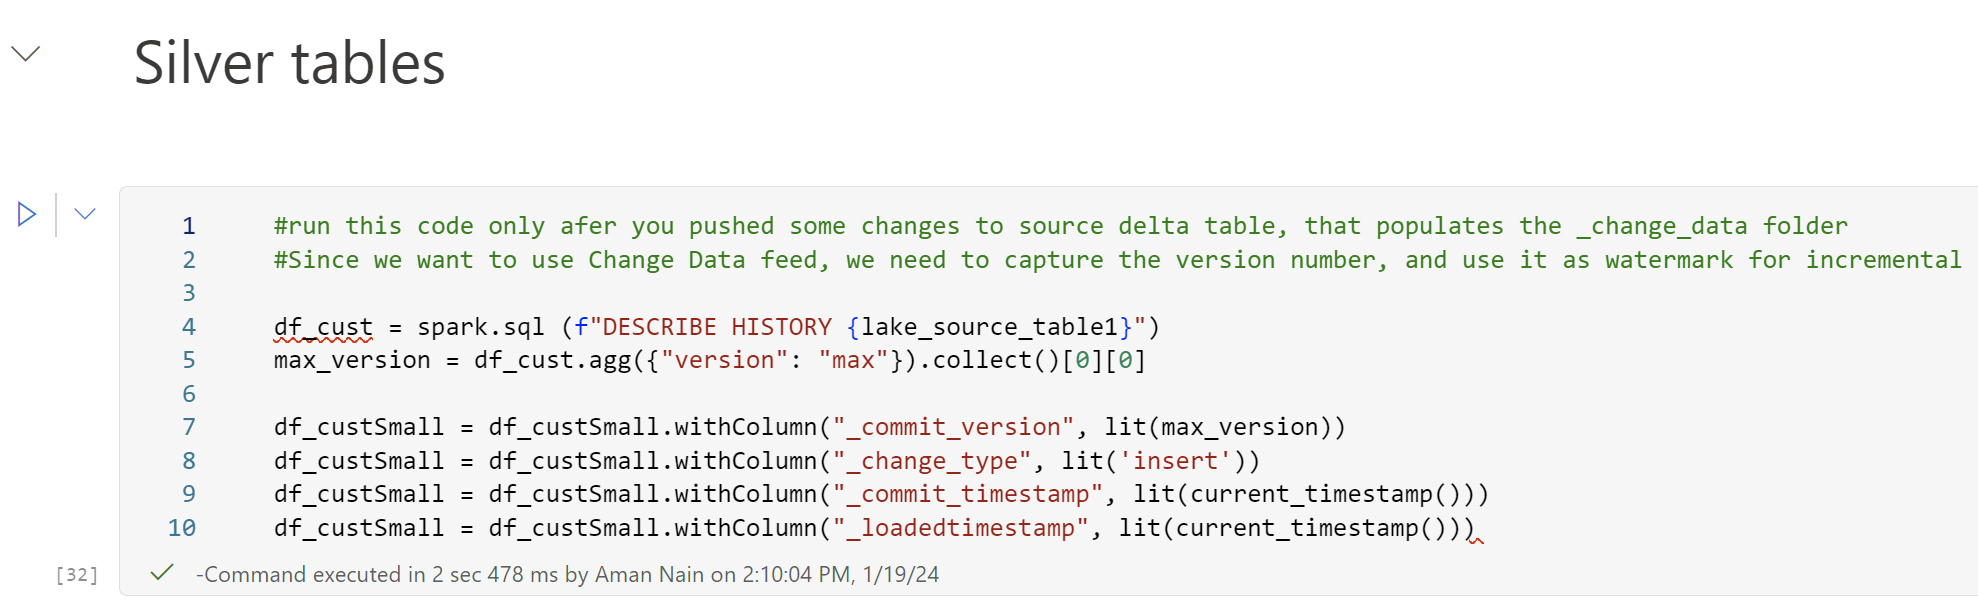 Silver tables
1 #run this code only afer you pushed some changes to source delta table, that populates the _change_data folder
2 #Since we want to use Change Data feed, we need to capture the version number, and use it as watermark for incremental
3
4 df_cust = spark.sql (f"DESCRIBE HISTORY {lake_source_table1}")
5 max_version = df_cust.agg({"version": "max"}).collect()[0][0]
6
7 df_custSmall = df_custSmall.withColumn("_commit_version", lit(max_version))
8 df_custSmall = df_custSmall.withColumn("_change_type", lit('insert'))
9 df_custSmall = df_custSmall.withColumn("_commit_timestamp", lit(current_timestamp()))
10 df_custSmall = df_custSmall.withColumn("_loadedtimestamp", lit(current_timestamp()))
[32] -Command executed in 2 sec 478 ms by Aman Nain on 2:10:04 PM, 1/19/24